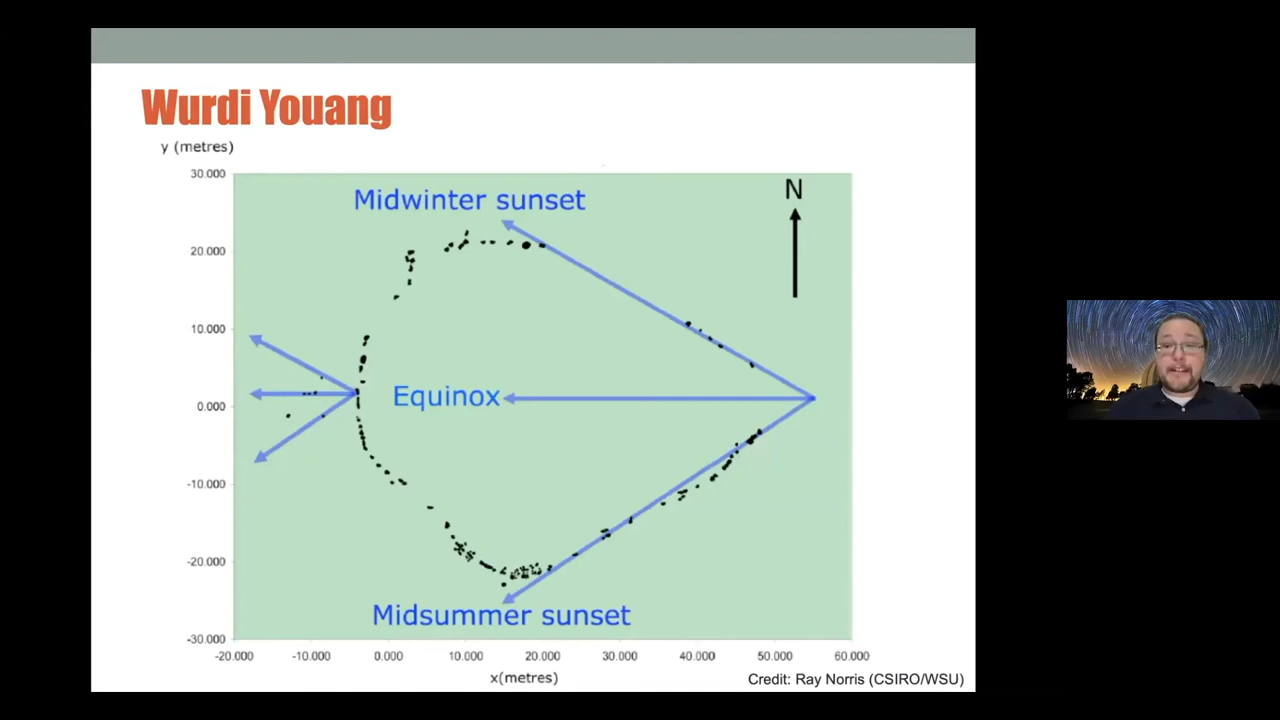 Wurdi Youang
y (metres)
30.000
Midwinter sunset
N
20.000
10.000
Equinox
0.000
-10.000
-20.000
Midsummer sunset
-30.000
-20.000 -10.000 0.000 10.000 20.000 30.000 40.000 50.000 60.000
x(metres)
Credit: Ray Norris (CSIRO/WSU)